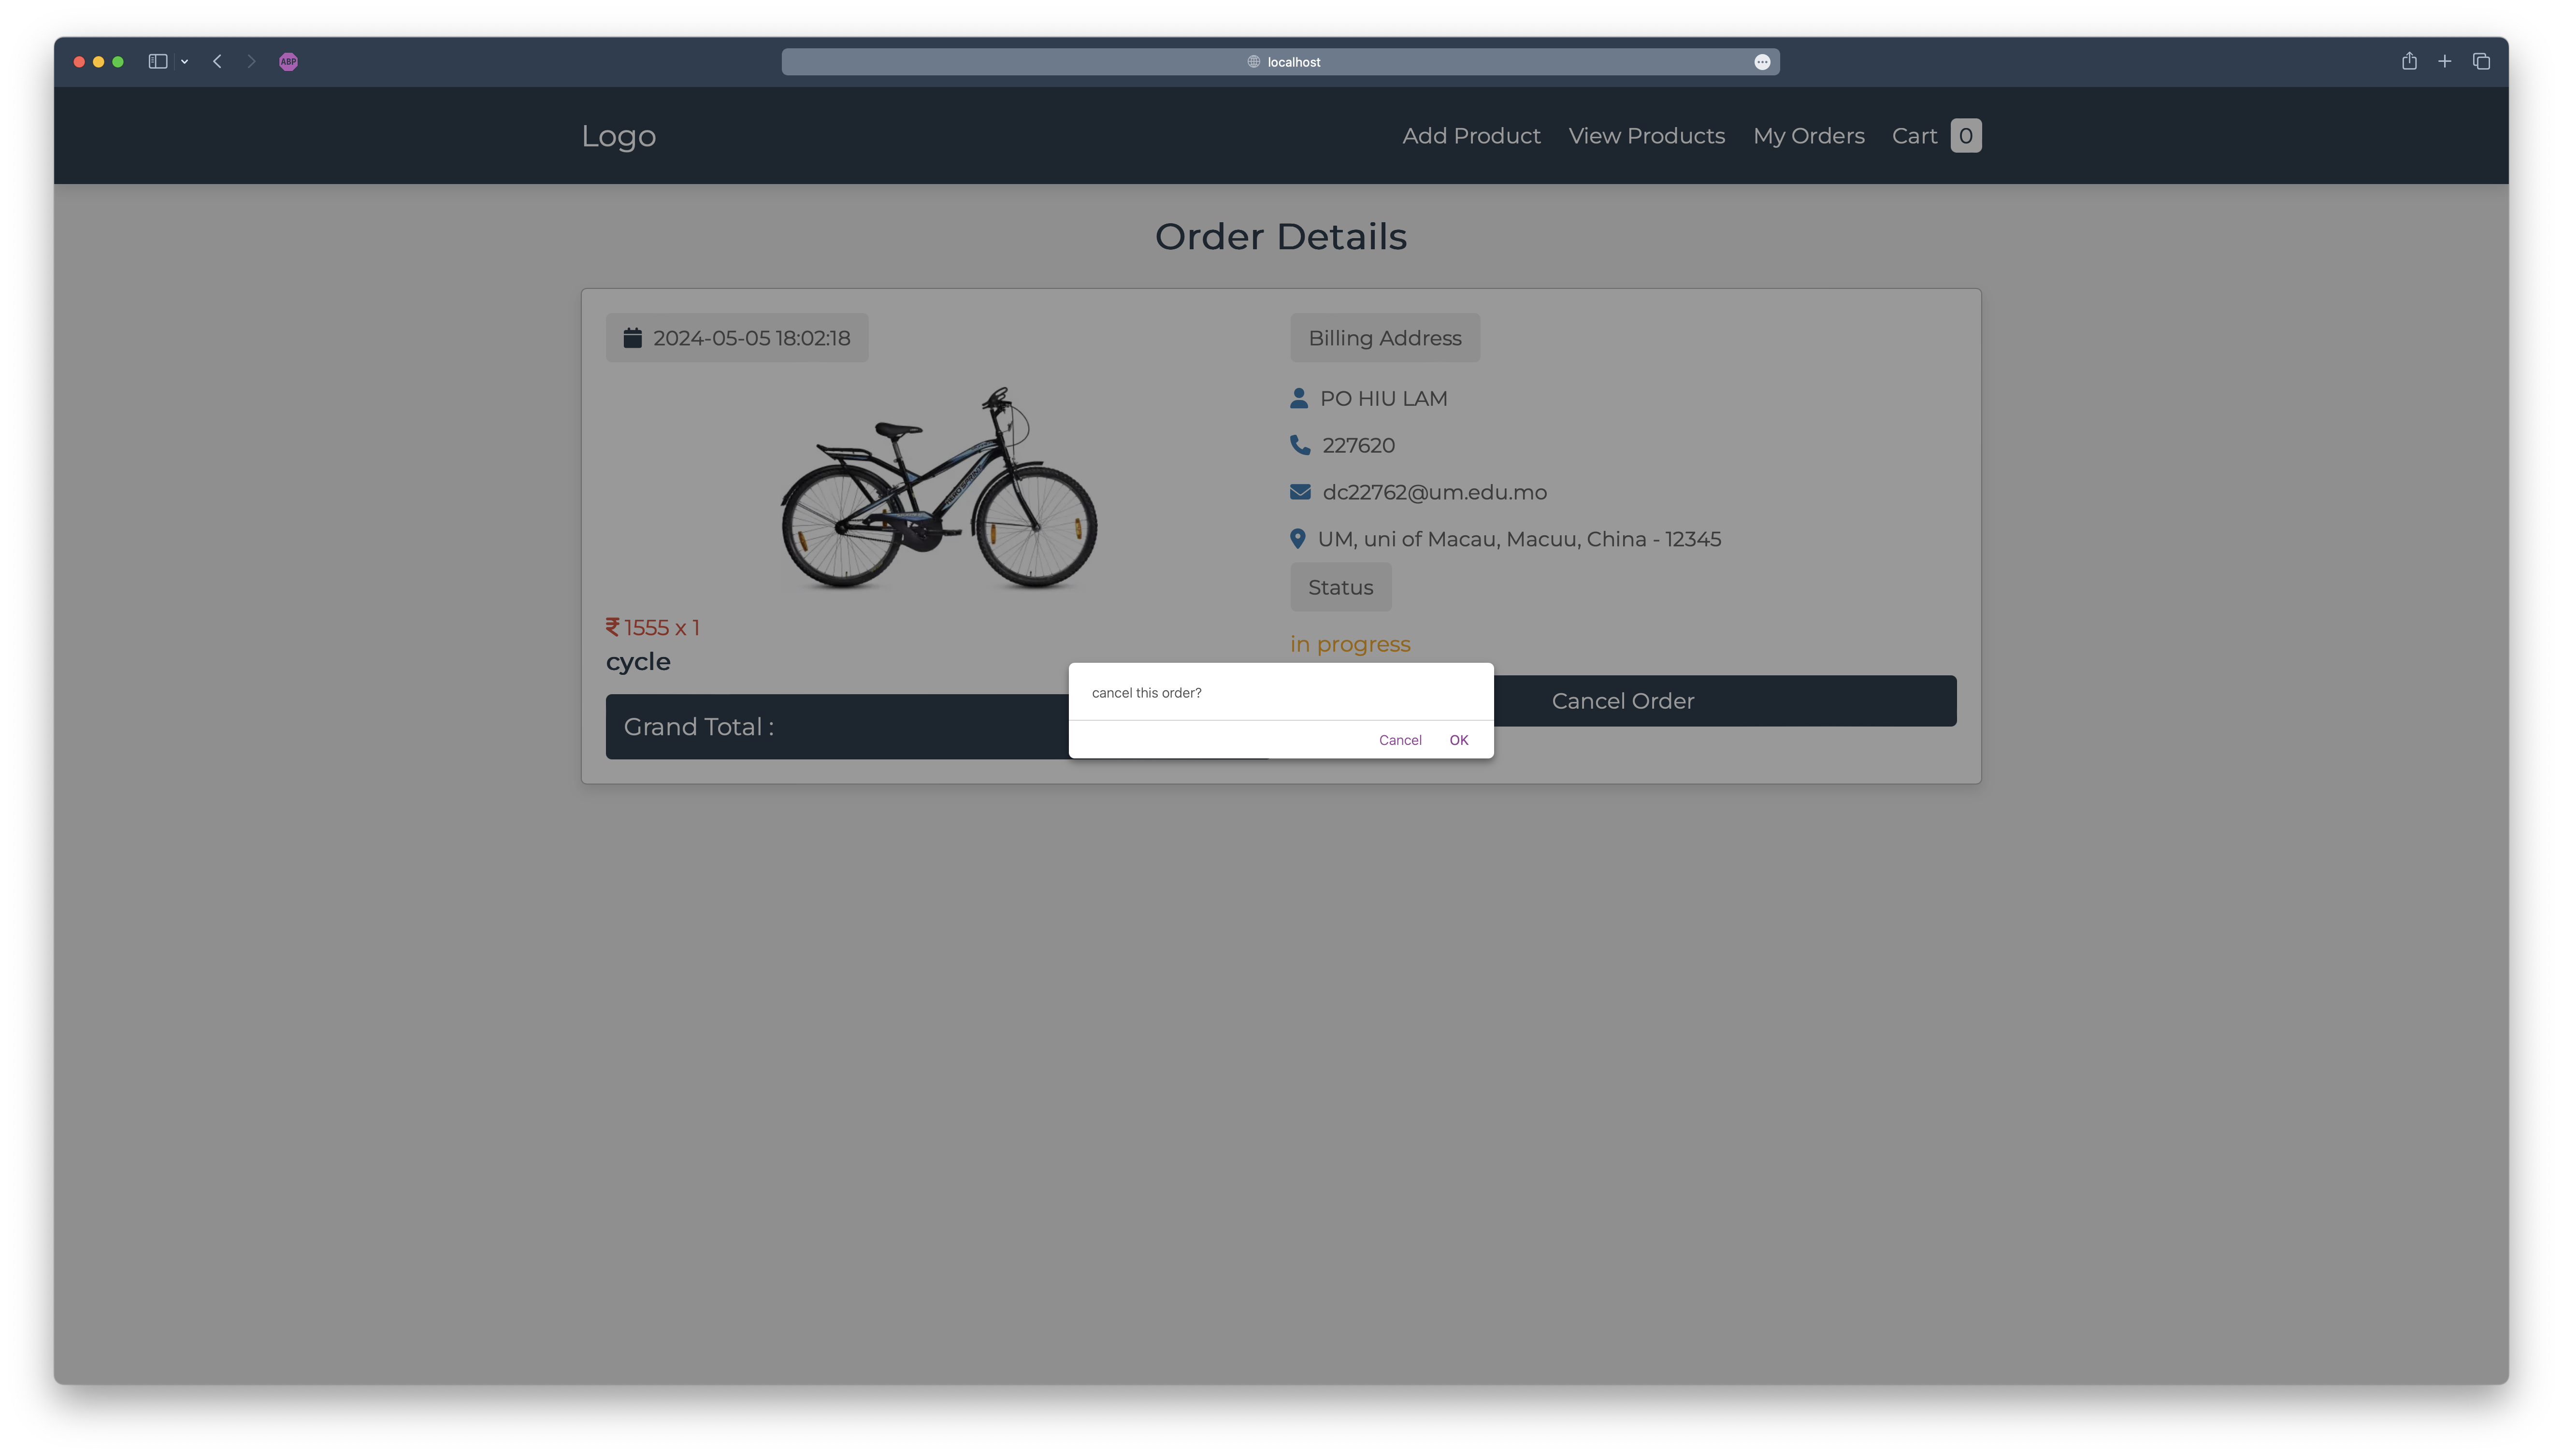 ABP
localhost
Logo
Add Product
View Products
My Orders
Cart 0
Order Details
2024-05-05 18:02:18
₹ 1555 x 1
cycle
Grand Total :
Billing Address
PO HIU LAM
227620
dc22762@um.edu.mo
UM, uni of Macau, Macuu, China - 12345
Status
in progress
Cancel Order
cancel this order?
Cancel
OK